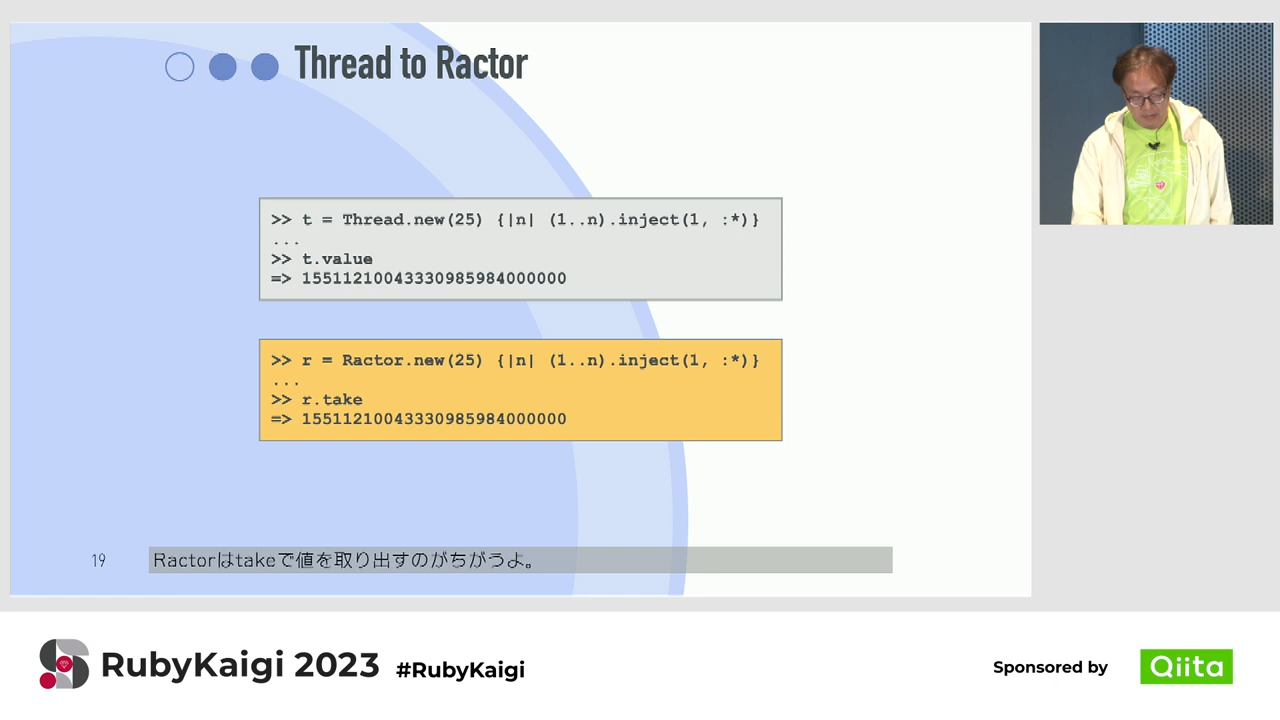 Thread to Ractor
>> t = Thread.new(25) {|n| (1..n).inject(1, :*)}
...
>> t.value
=> 15511210043330985984000000
>> r = Ractor.new(25) {|n| (1..n).inject(1, :*)}
...
>> r.take
=> 15511210043330985984000000
19
Ractorはtakeで値を取り出すのがちがうよ。
RubyKaigi 2023 #RubyKaigi
Sponsored by Qiita